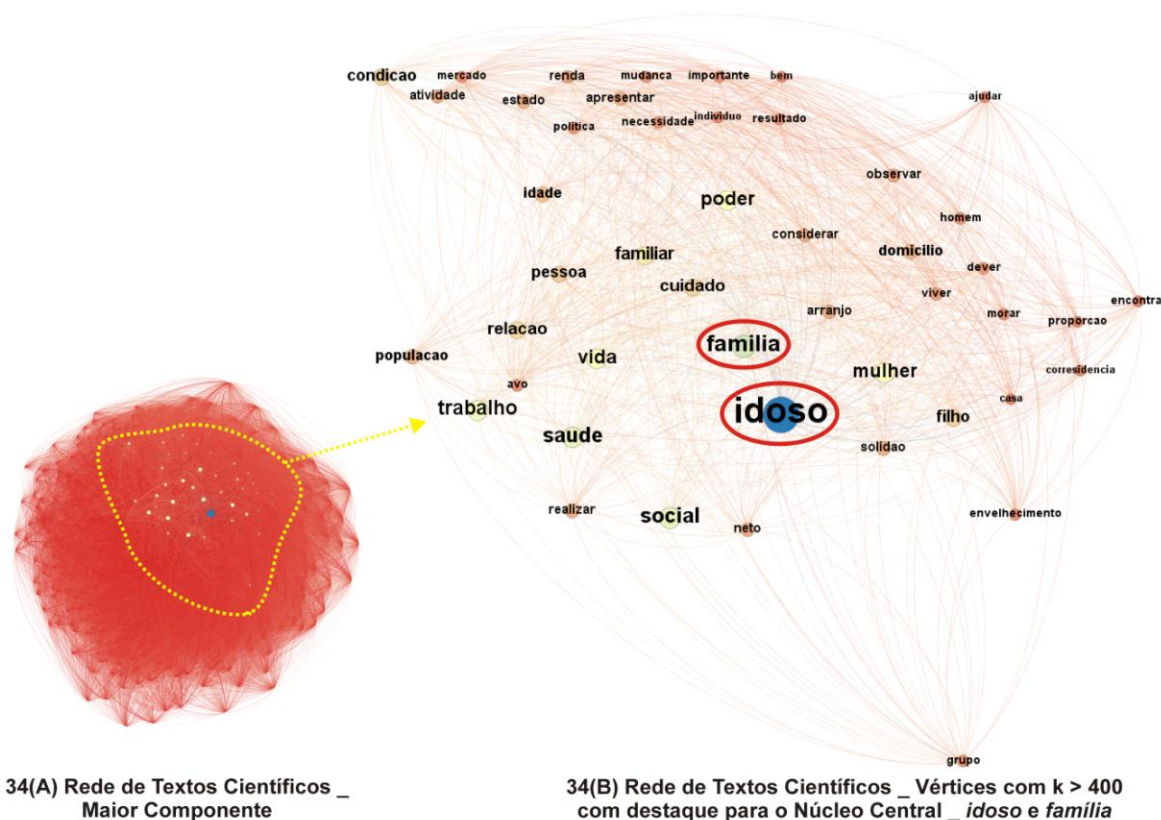 condicao
mercado
renda
mudanca
importante
bem
atividade
estado
apresentar
ajudar
politica
necessidade
individuo
resultado
observar
idade
poder
homem
considerar
domicilio
familiar
pessoa
dever
cuidado
viver
encontra
arranjo
morar
proporcao
relacao
familia
populacao
vida
mulher
corresidencia
avo
casa
trabalho
idoso
filho
saude
solidao
realizar
social
neto
envelhecimento
grupo
34(A) Rede de Textos Científicos _
Maior Componente
34(B) Rede de Textos Científicos _ Vértices com k > 400
com destaque para o Núcleo Central _ idoso e família